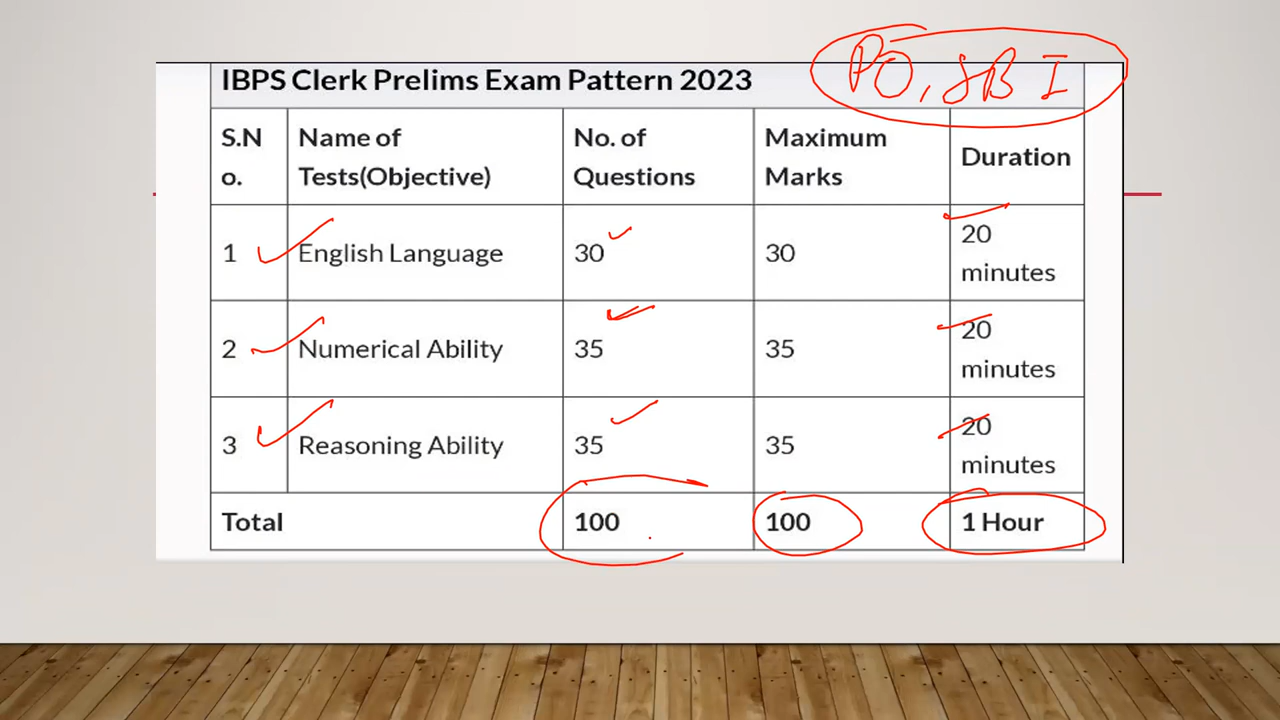 PO, SBI
IBPS Clerk Prelims Exam Pattern 2023
S.N
o.
Name of
Tests(Objective)
No. of
Questions
Maximum
Marks
Duration
1
English Language
30
30
20
minutes
2
Numerical Ability
35
35
20
minutes
3
Reasoning Ability
35
35
20
minutes
Total
100
100
1 Hour